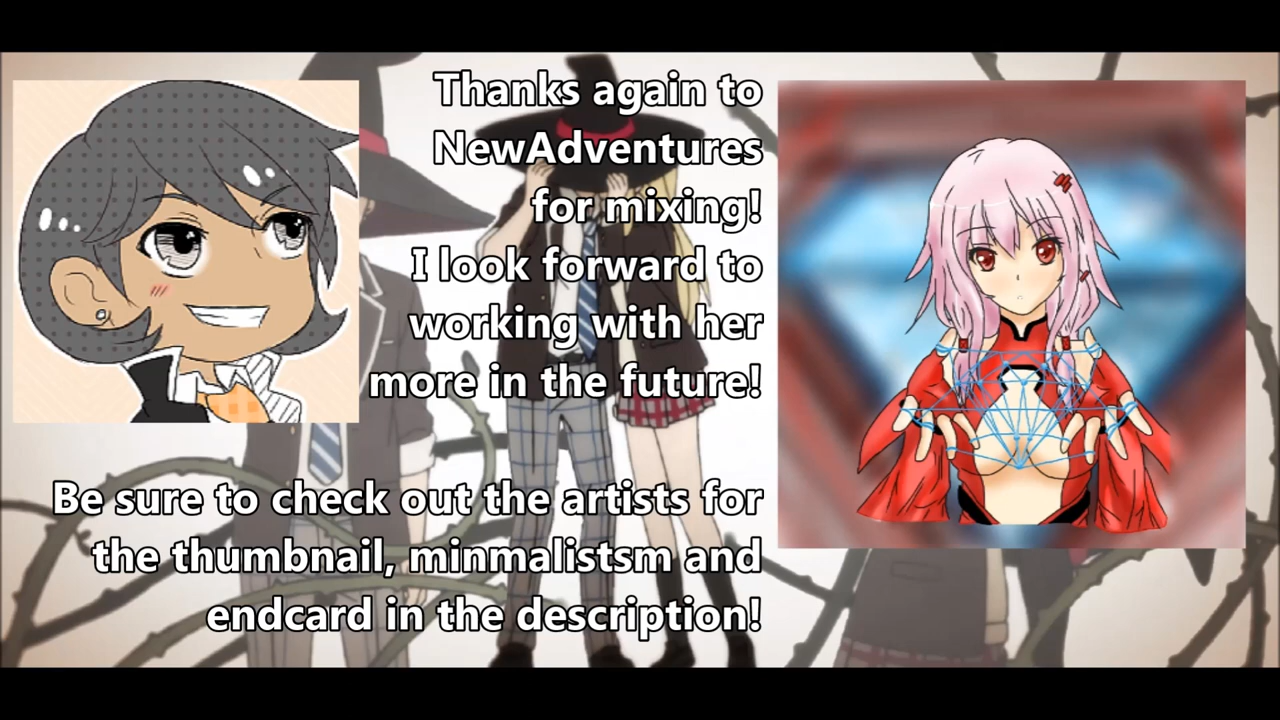 Thanks again to
NewAdventures
for mixing!
I look forward to
working with her
more in the future!
Be sure to check out the artists for
the thumbnail, minmalistsm and
endcard in the description!